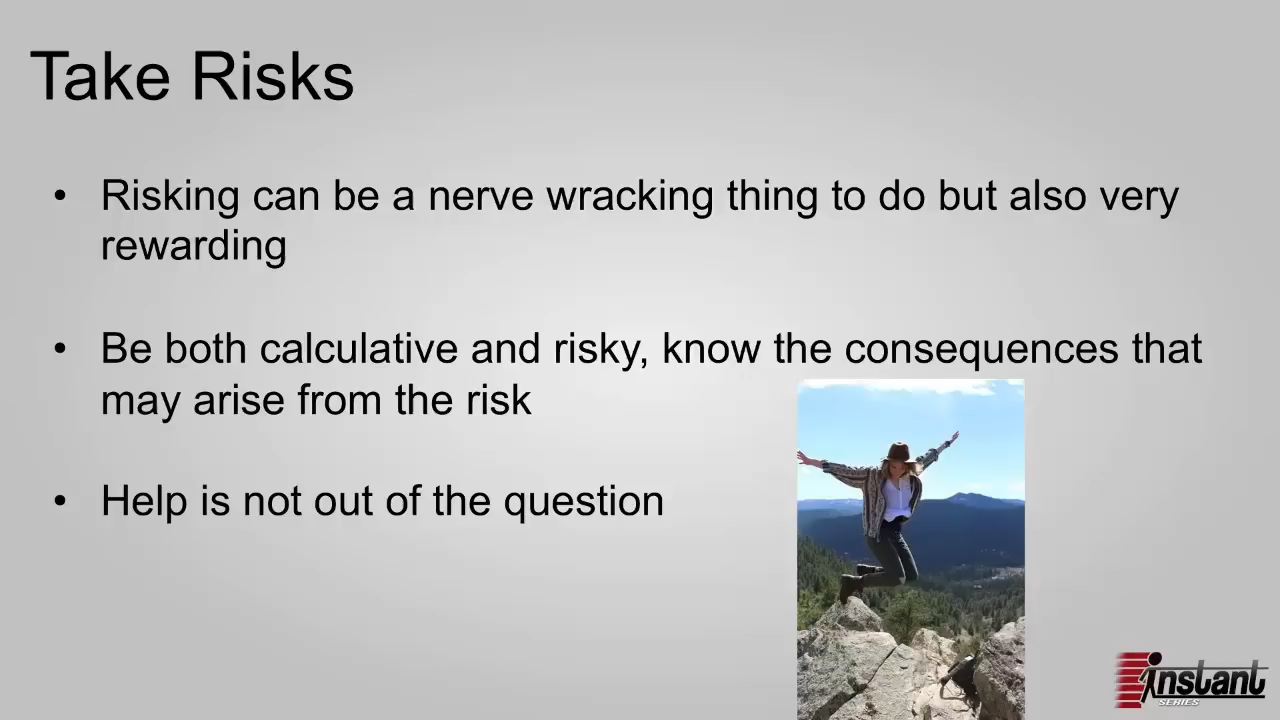 Take Risks
• Risking can be a nerve wracking thing to do but also very
rewarding
• Be both calculative and risky, know the consequences that
may arise from the risk
• Help is not out of the question
instant
SERIES